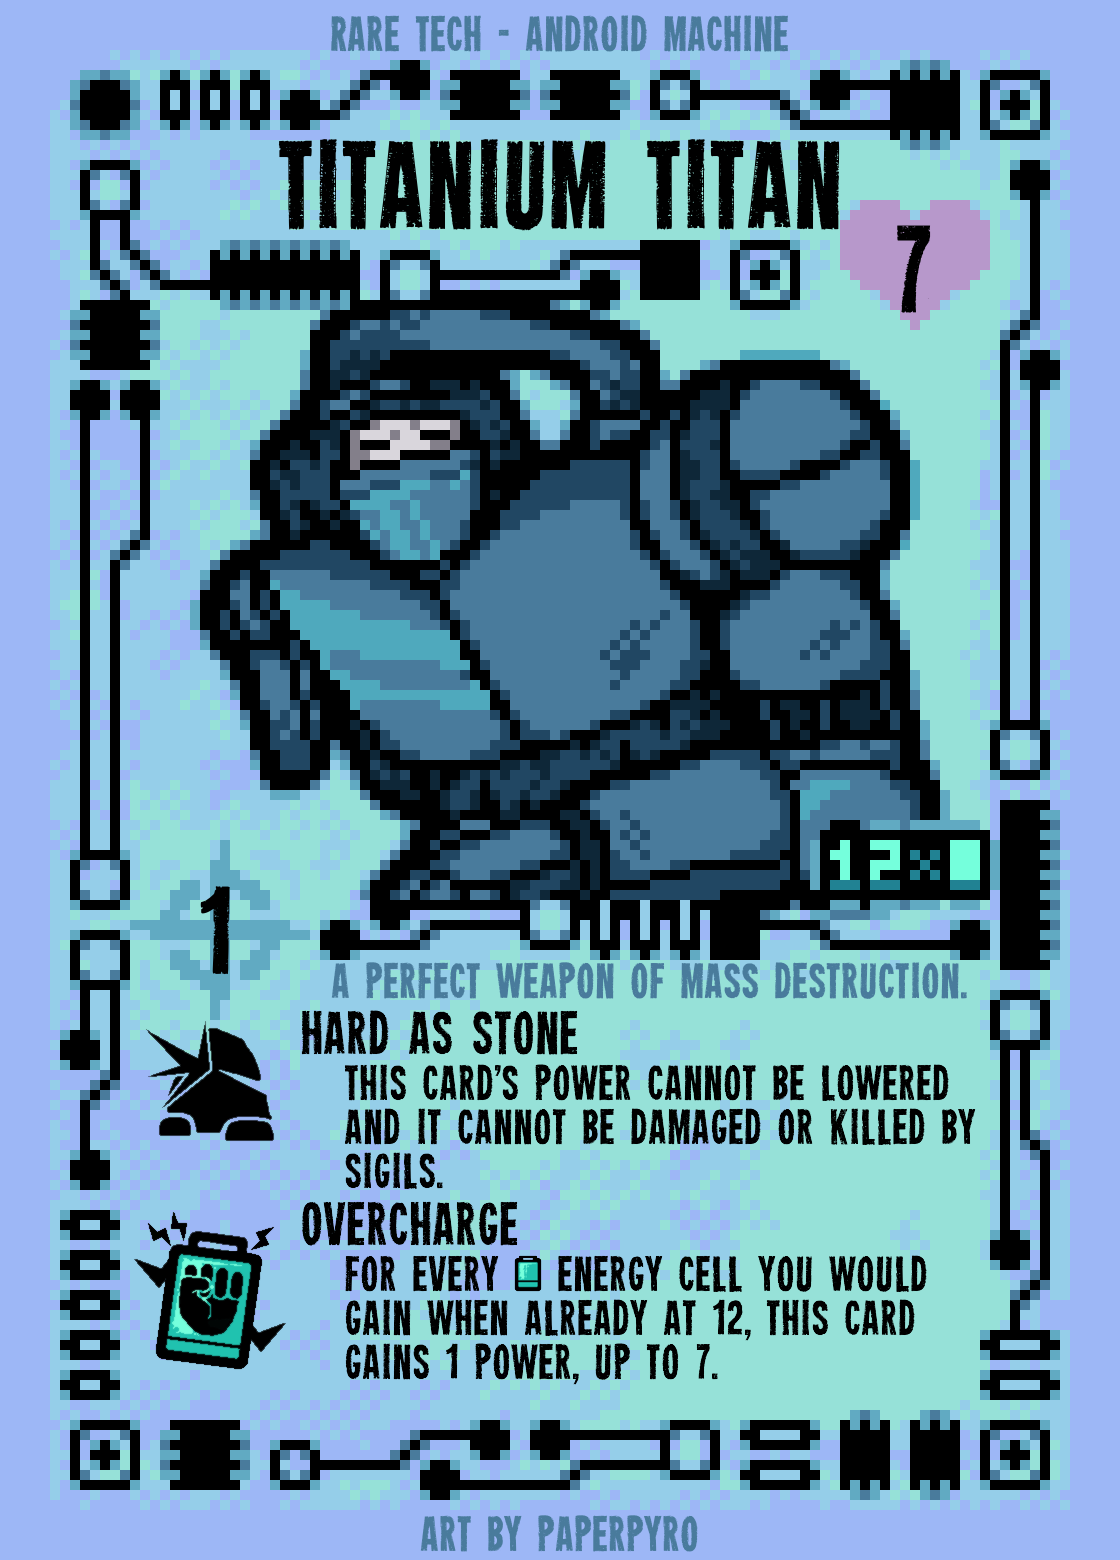 RARE TECH - ANDROID MACHINE
TITANIUM TITAN
7
12×
1
A PERFECT WEAPON OF MASS DESTRUCTION.
HARD AS STONE
THIS CARD'S POWER CANNOT BE LOWERED
AND IT CANNOT BE DAMAGED OR KILLED BY
SIGILS.
OVERCHARGE
FOR EVERY ENERGY CELL YOU WOULD
GAIN WHEN ALREADY AT 12, THIS CARD
GAINS 1 POWER, UP TO 7.
ART BY PAPERPYRO